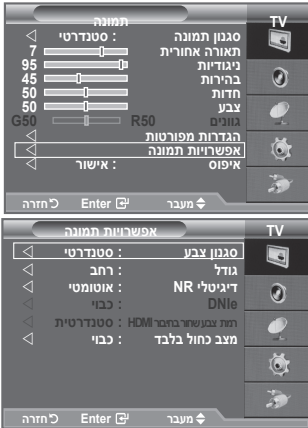 תמונה TV
סגנון תמונה : סטנדרטי
תאורה אחורית 7
ניגודיות 95
בהירות 45
חדות 50
צבע 50
גוונים G50 R50
הגדרות מפורטות
אפשרויות תמונה
איפוס : אישור
מעבר Enter חזרה
אפשרויות תמונה TV
סגנון צבע : סטנדרטי
גודל : רחב
דיגיטלי NR : אוטומטי
DNIe : כבוי
רמת צבע שחור בחיבור HDMI : סטנדרטית
מצב כחול בלבד : כבוי
מעבר Enter חזרה